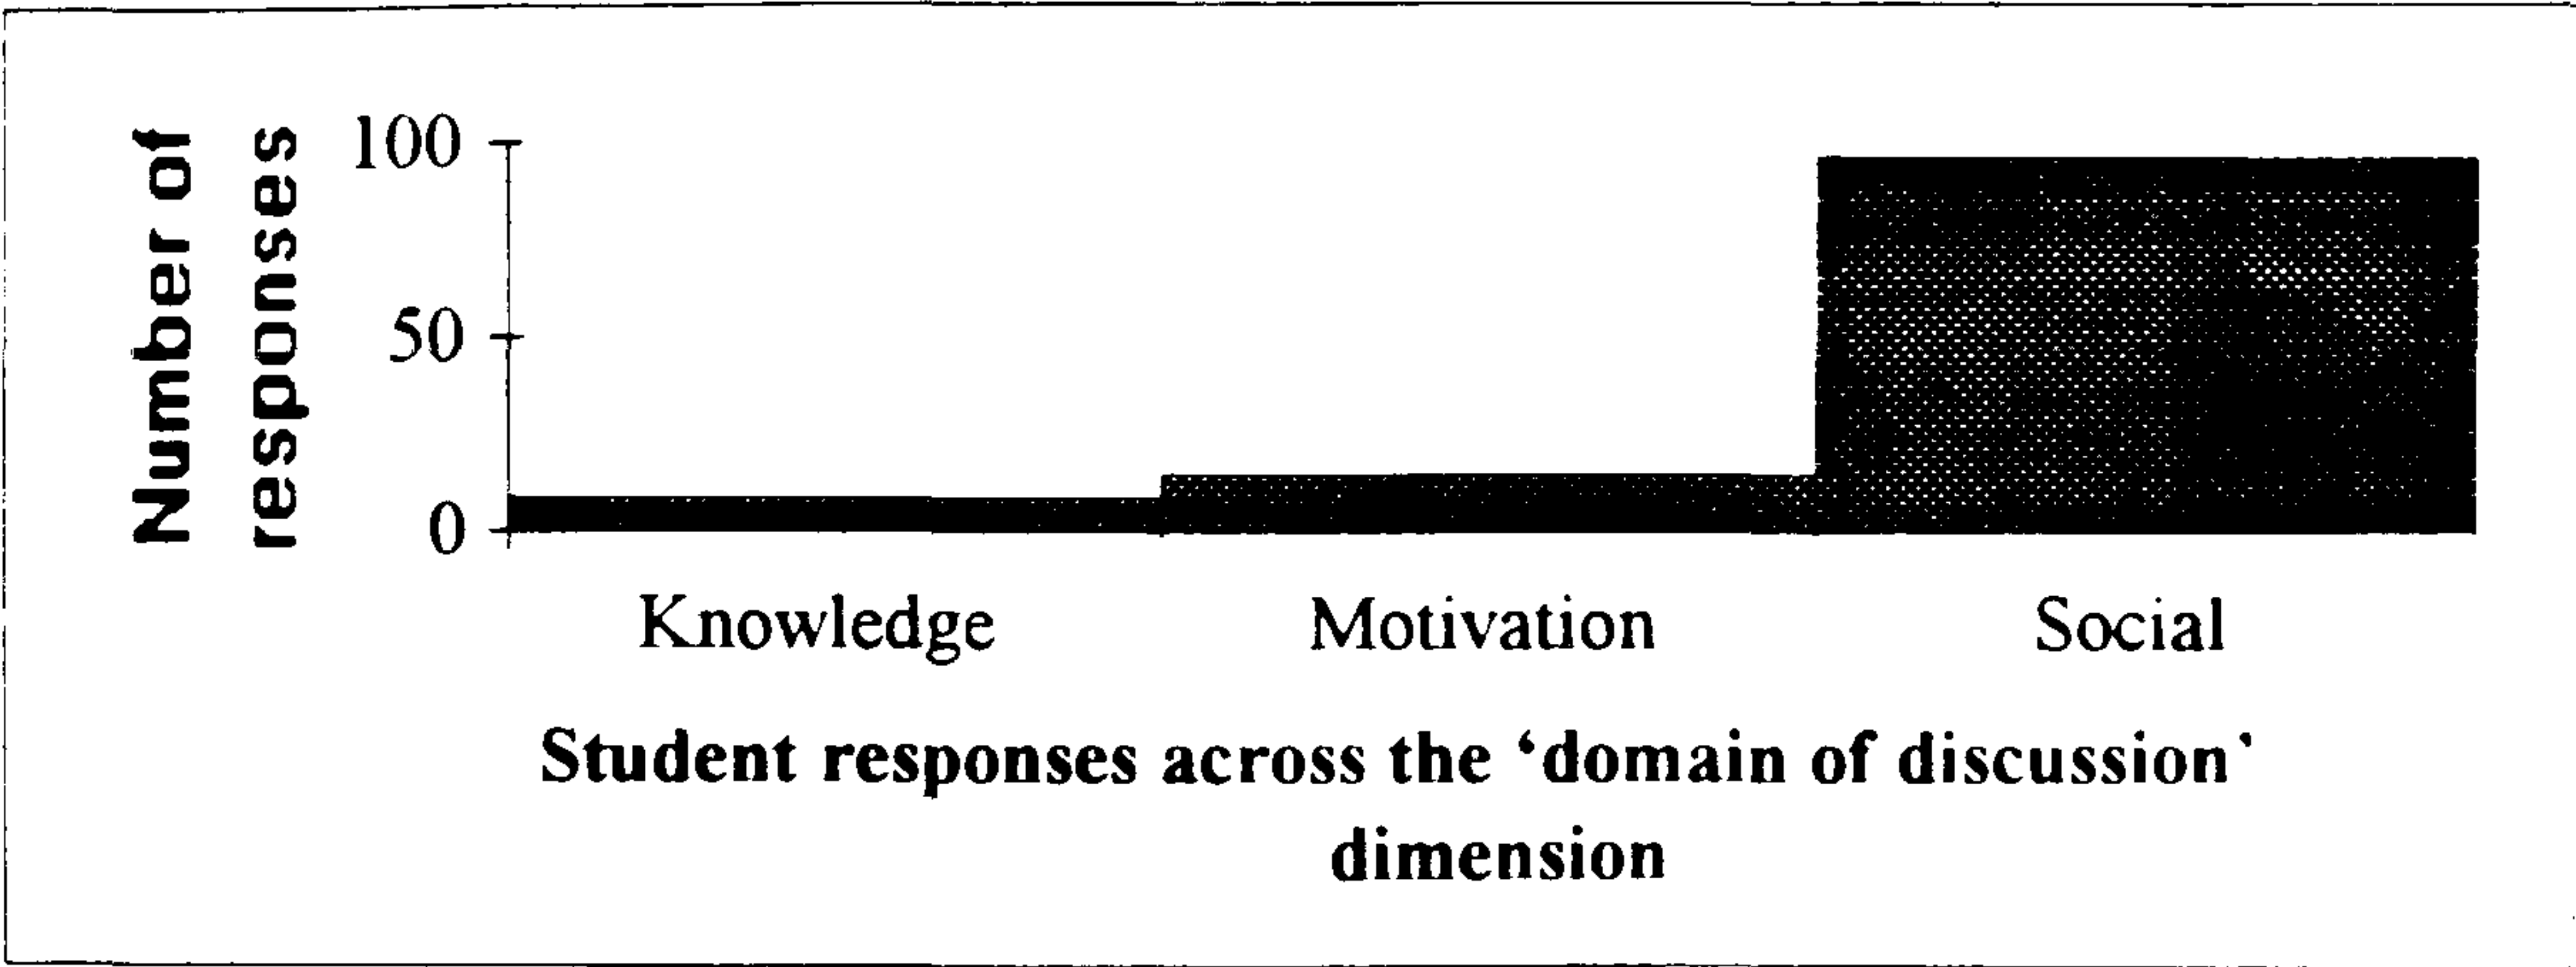 Number of
responses
100
50
0
Knowledge Motivation Social
Student responses across the ‘domain of discussion’
dimension